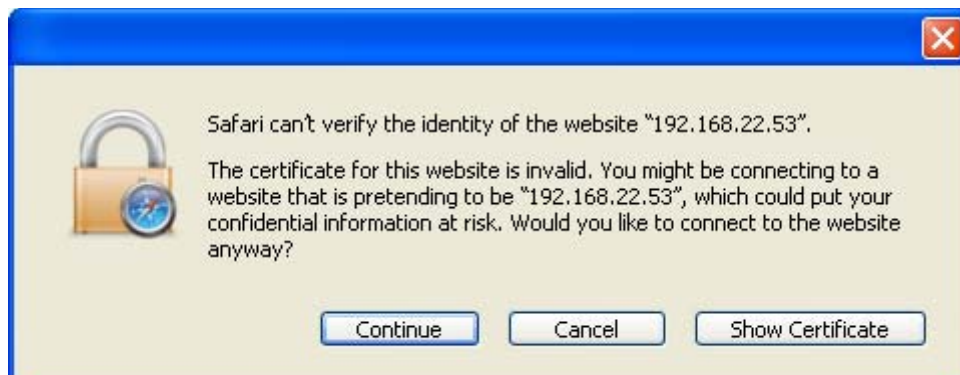 Safari can't verify the identity of the website “192.168.22.53”.
The certificate for this website is invalid. You might be connecting to a
website that is pretending to be “192.168.22.53”, which could put your
confidential information at risk. Would you like to connect to the website
anyway?
Continue Cancel Show Certificate